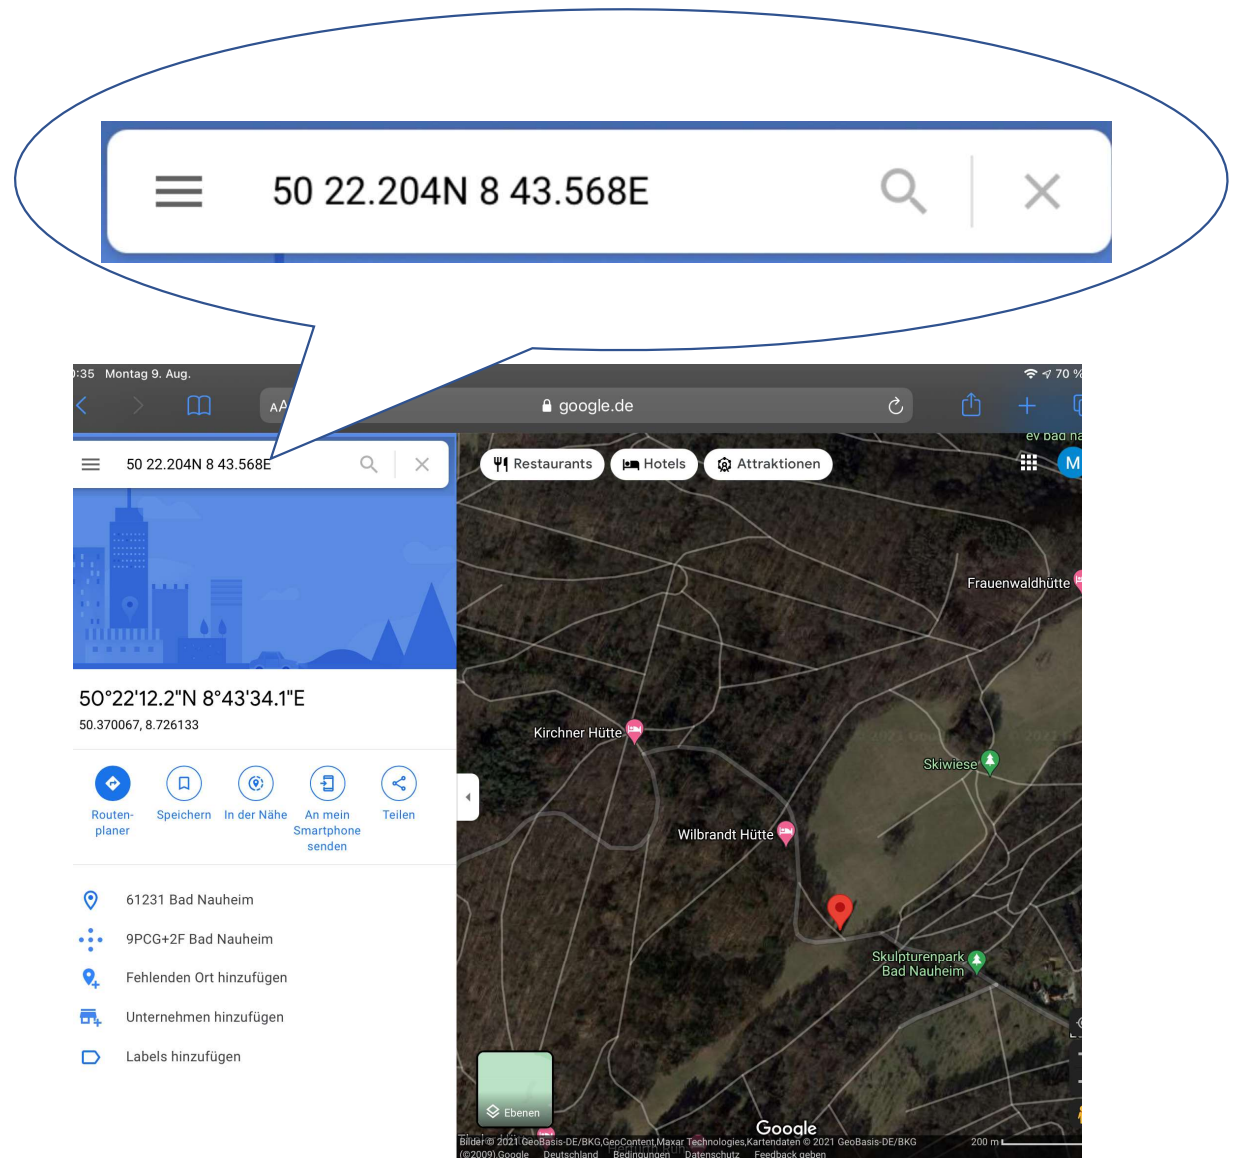 50 22.204N 8 43.568E
:35 Montag 9. Aug.
70 %
google.de
50 22.204N 8 43.568E
Restaurants
Hotels
Attraktionen
M
ev bad na
Frauenwaldhütte
50°22'12.2"N 8°43'34.1"E
50.370067, 8.726133
Kirchner Hütte
Skiwiese
Routen-
planer
Speichern
In der Nähe
An mein
Smartphone
senden
Teilen
Wilbrandt Hütte
61231 Bad Nauheim
9PCG+2F Bad Nauheim
Fehlenden Ort hinzufügen
Unternehmen hinzufügen
Labels hinzufügen
Skulpturenpark
Bad Nauheim
Ebenen
Google
Bilder © 2021 GeoBasis-DE/BKG,GeoContent,Maxar Technologies,Kartendaten © 2021 GeoBasis-DE/BKG
200 m
(©2009),Google Deutschland Bedingungen Datenschutz Feedback geben